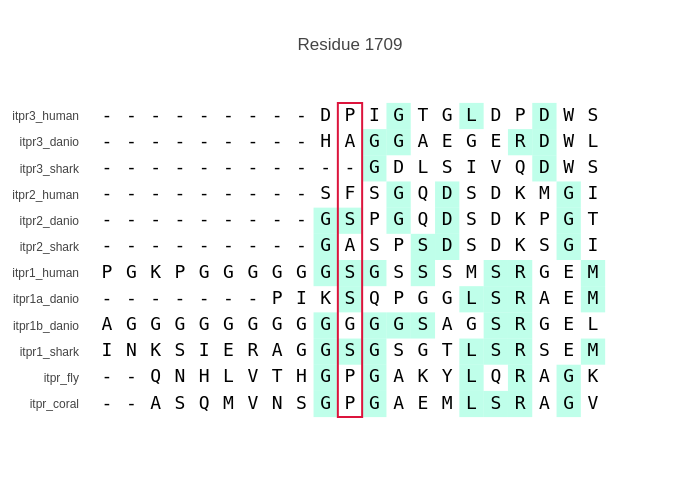 Residue 1709
itpr3_human - - - - - - - - - D P I G T G L D P D W S
itpr3_danio - - - - - - - - - H A G G A E G E R D W L
itpr3_shark - - - - - - - - - - - G D L S I V Q D W S
itpr2_human - - - - - - - - - S F S G Q D S D K M G I
itpr2_danio - - - - - - - - - G S P G Q D S D K P G T
itpr2_shark - - - - - - - - - G A S P S D S D K S G I
itpr1_human P G K P G G G G G G S G S S S M S R G E M
itpr1a_danio - - - - - - - P I K S Q P G G L S R A E M
itpr1b_danio A G G G G G G G G G G G G S A G S R G E L
itpr1_shark I N K S I E R A G G S G S G T L S R S E M
itpr_fly - - Q N H L V T H G P G A K Y L Q R A G K
itpr_coral - - A S Q M V N S G P G A E M L S R A G V